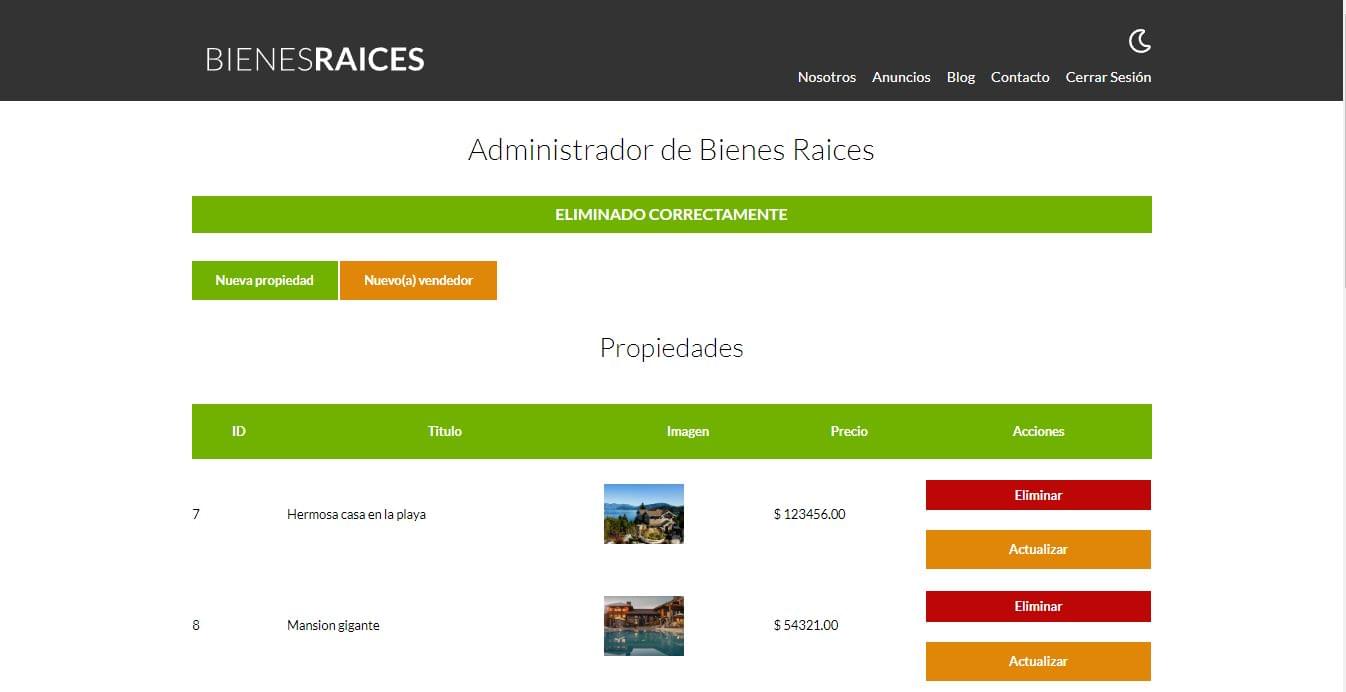 BIENESRAICES
Nosotros Anuncios Blog Contacto Cerrar Sesión
Administrador de Bienes Raices
ELIMINADO CORRECTAMENTE
Nueva propiedad Nuevo(a) vendedor
Propiedades
ID Titulo Imagen Precio Acciones
7 Hermosa casa en la playa $ 123456.00 Eliminar
Actualizar
8 Mansion gigante $ 54321.00 Eliminar
Actualizar